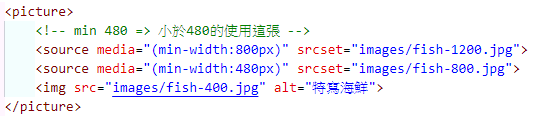 <picture>
<!-- min 480 => 小於480的使用這張 -->
<source media="(min-width:800px)" srcset="images/fish-1200.jpg">
<source media="(min-width:480px)" srcset="images/fish-800.jpg">
<img src="images/fish-400.jpg" alt="特寫海鮮">
</picture>